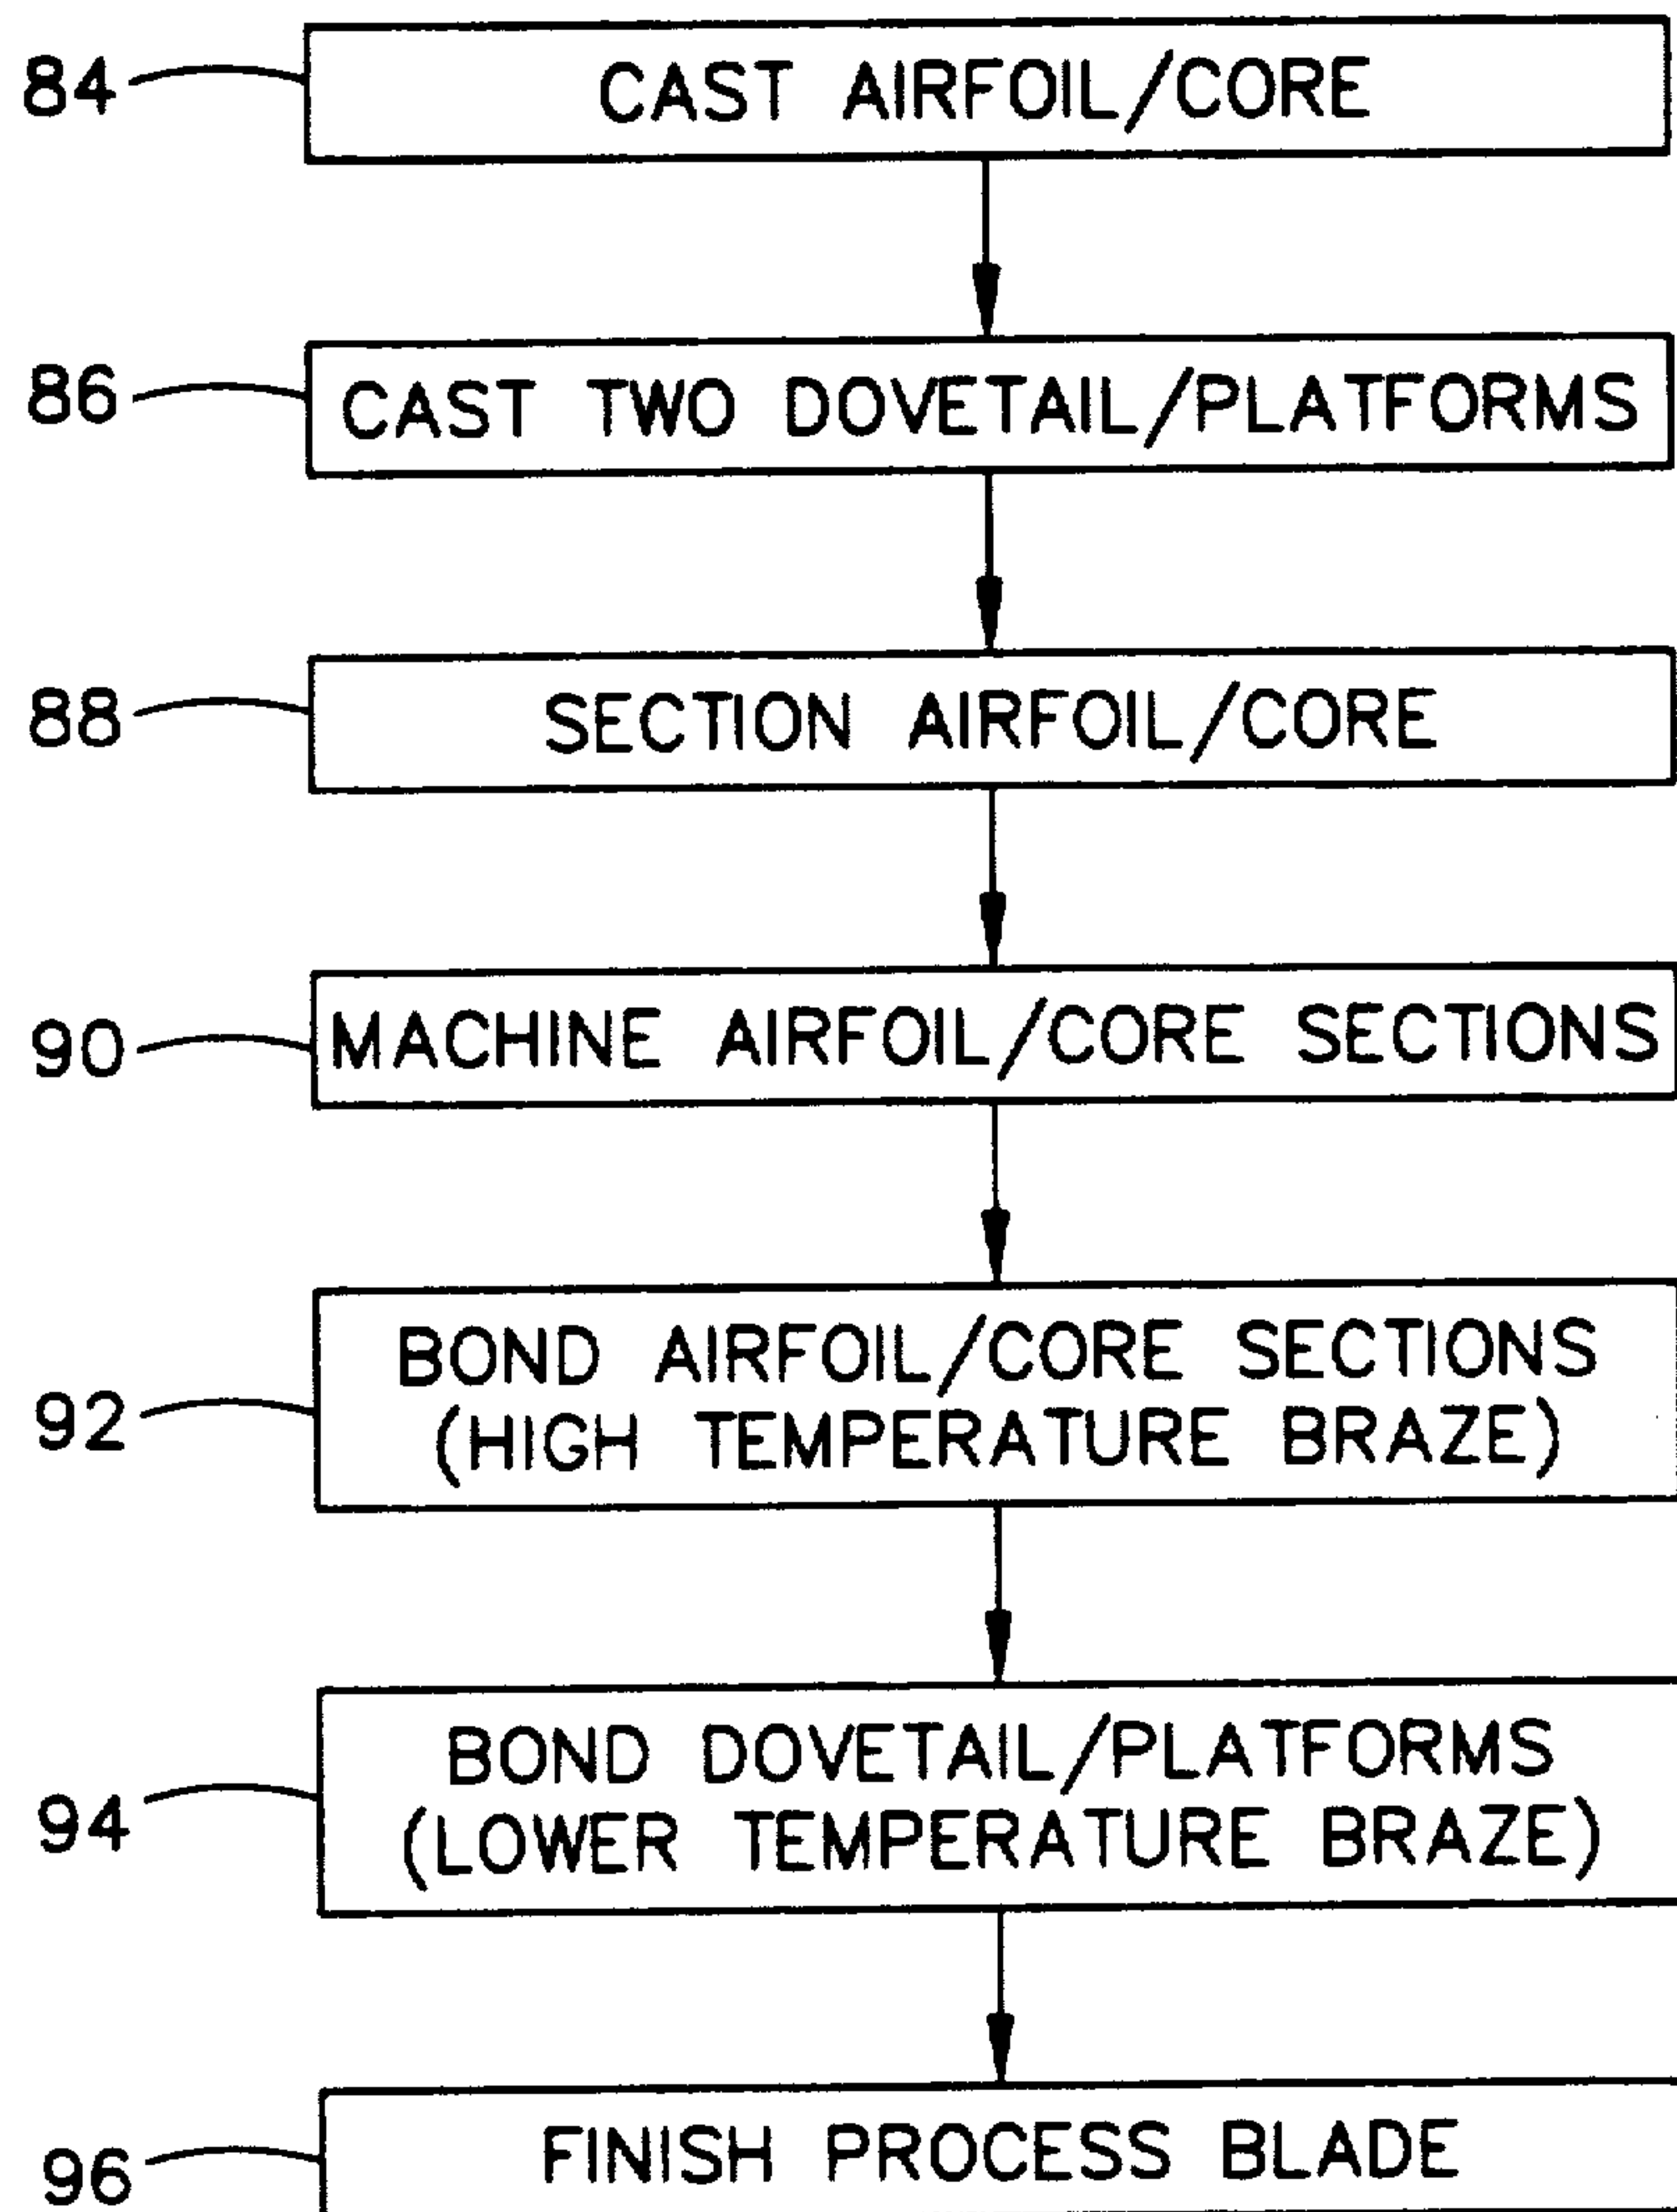 84 CAST AIRFOIL/CORE
86 CAST TWO DOVETAIL/PLATFORMS
88 SECTION AIRFOIL/CORE
90 MACHINE AIRFOIL/CORE SECTIONS
BOND AIRFOIL/CORE SECTIONS
92 (HIGH TEMPERATURE BRAZE)
BOND DOVETAIL/PLATFORMS
94 (LOWER TEMPERATURE BRAZE)
96 FINISH PROCESS BLADE